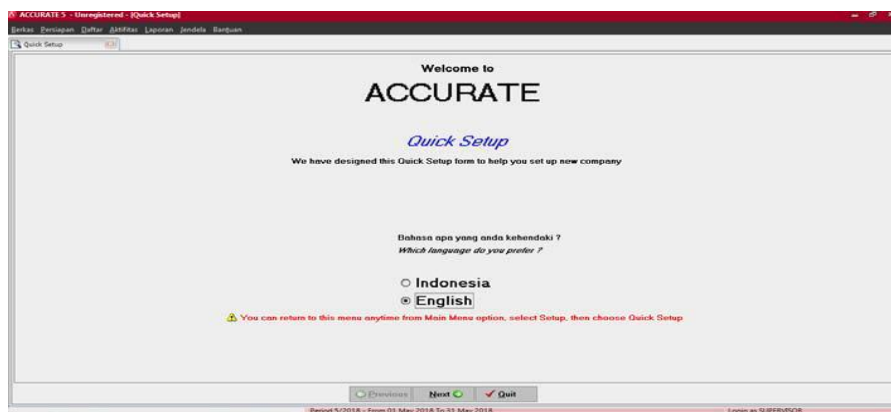 ACCURATE 5 - Unregistered - [Quick Setup]
Berkas Persiapan Daftar Aktifitas Laporan Jendela Bantuan
Quick Setup
Welcome to
ACCURATE
Quick Setup
We have designed this Quick Setup form to help you set up new company
Bahasa apa yang anda kehendaki ?
Which language do you prefer ?
Indonesia
English
You can return to this menu anytime from Main Menu option, select Setup, then choose Quick Setup
Previous Next Quit
Period 5/2018 - From 01 May 2018 To 31 May 2018 Login as SUPERVISOR